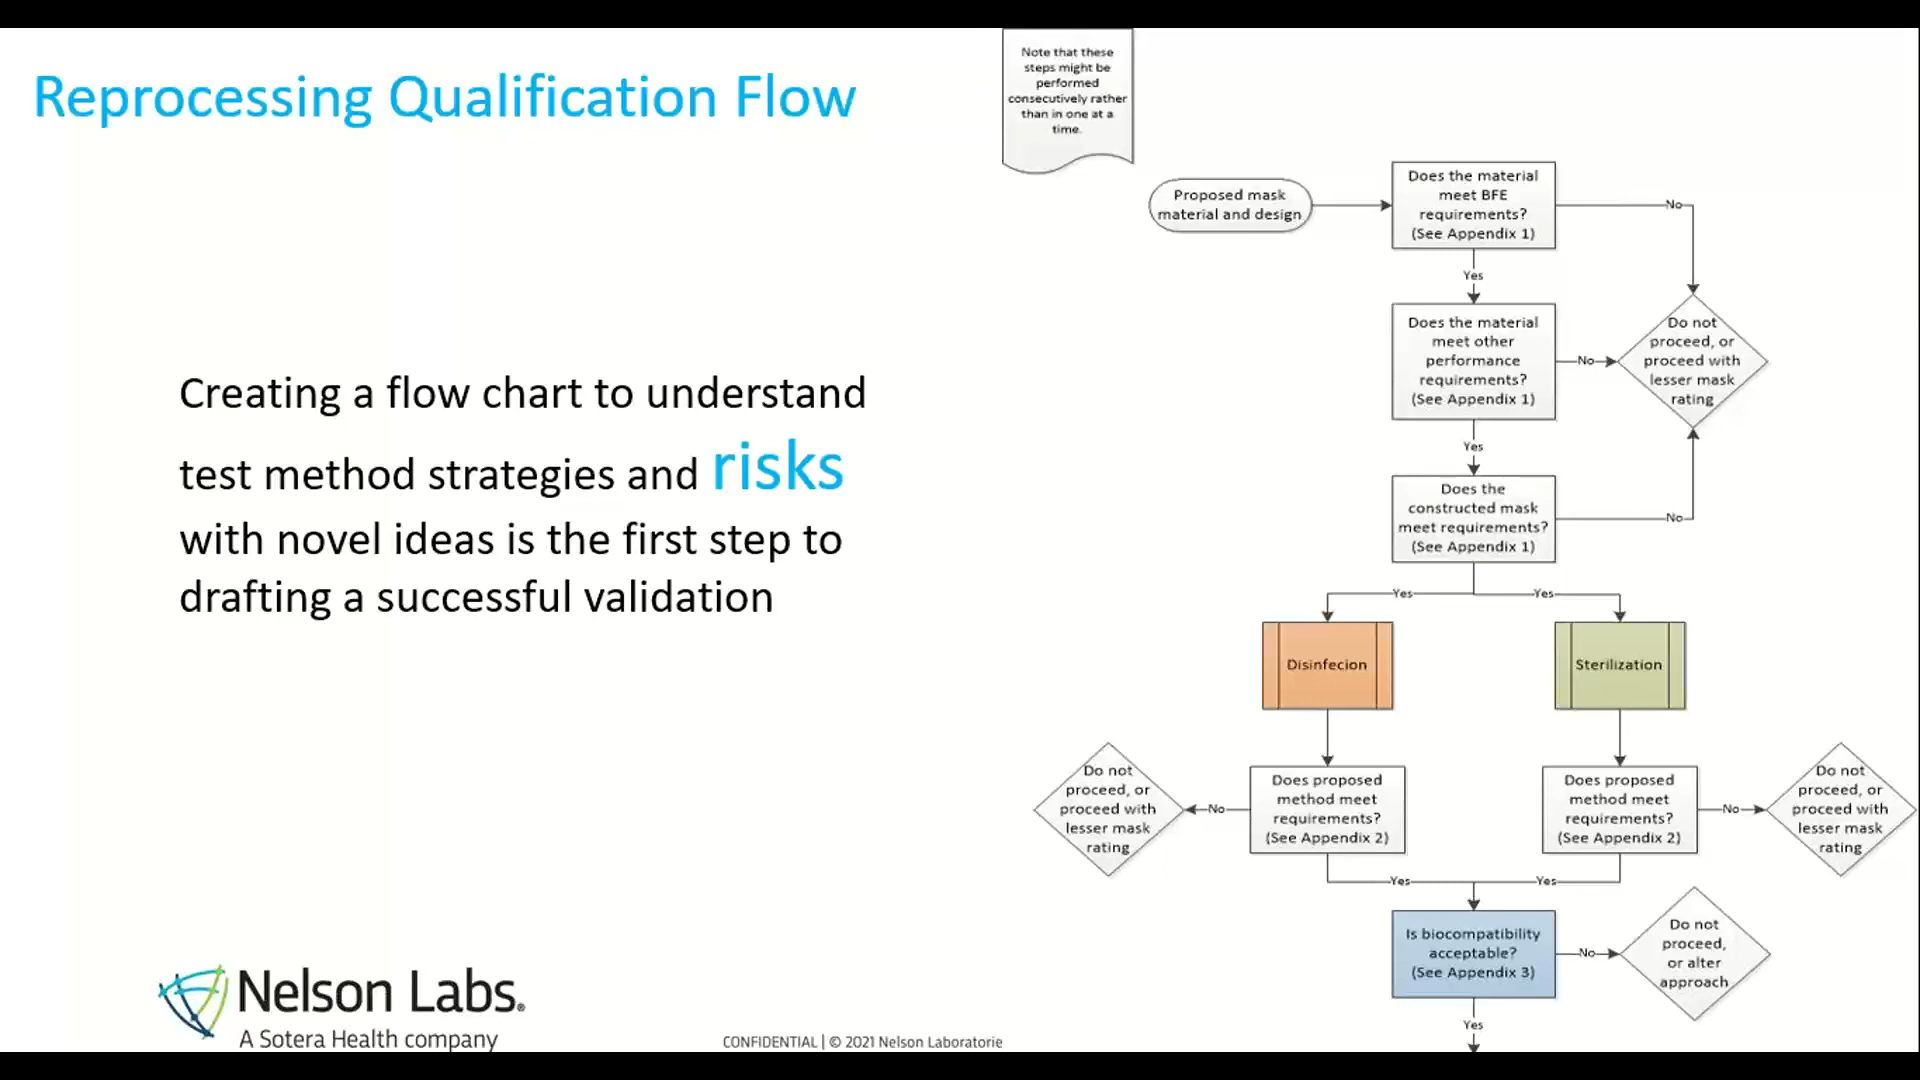 Reprocessing Qualification Flow
Creating a flow chart to understand
test method strategies and risks
with novel ideas is the first step to
drafting a successful validation
Note that these
steps might be
performed
consecutively rather
than in one at a
time.
Proposed mask
material and design
Does the material
meet BFE
requirements?
(See Appendix 1)
No
Yes
Does the material
meet other
performance
requirements?
(See Appendix 1)
No
Do not
proceed, or
proceed with
lesser mask
rating
Yes
Does the
constructed mask
meet requirements?
(See Appendix 1)
No
Yes
Yes
Disinfecion
Sterilization
Do not
proceed, or
proceed with
lesser mask
rating
No
Does proposed
method meet
requirements?
(See Appendix 2)
Does proposed
method meet
requirements?
(See Appendix 2)
No
Do not
proceed, or
proceed with
lesser mask
rating
Yes
Yes
Is biocompatibility
acceptable?
(See Appendix 3)
No
Do not
proceed,
or alter
approach
Yes
Nelson Labs®
A Sotera Health company
CONFIDENTIAL | © 2021 Nelson Laboratorie